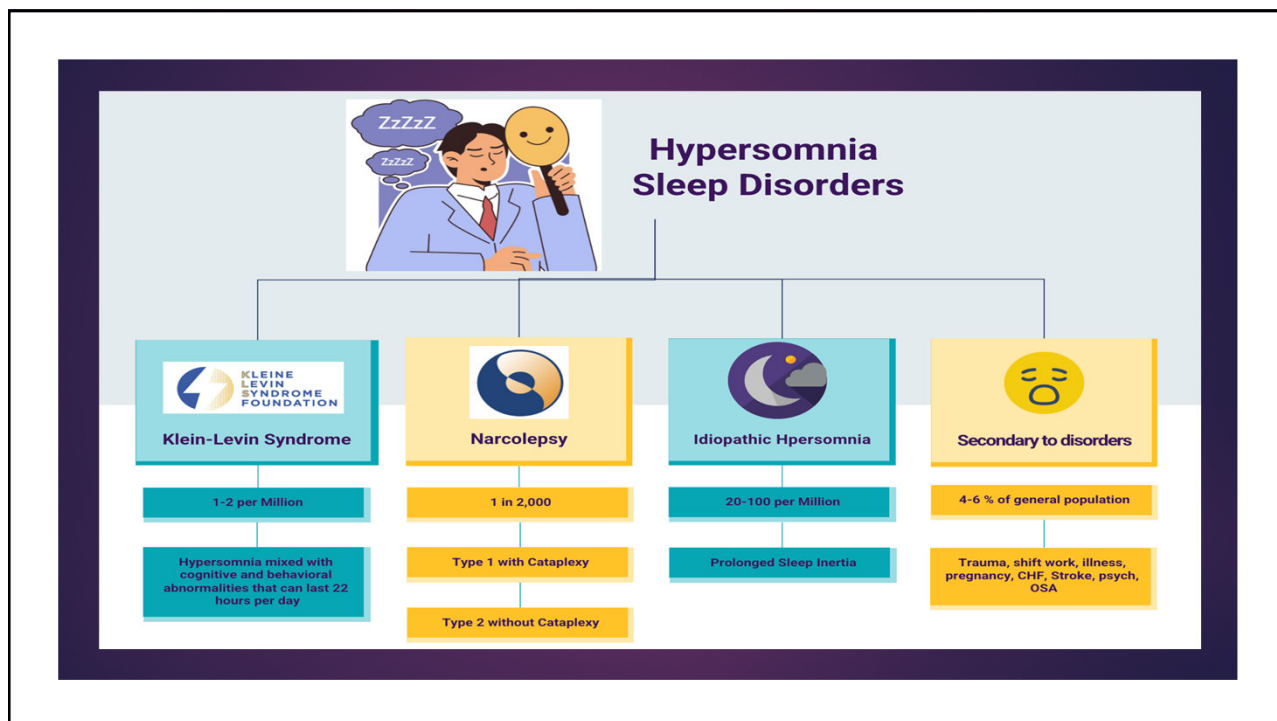 ZzZzZ
ZzZZ
Hypersomnia
Sleep Disorders
KLEINE
LEVIN
SYNDROME
FOUNDATION
Klein-Levin Syndrome
Narcolepsy
Idiopathic Hpersomnia
Secondary to disorders
1-2 per Million
1 in 2,000
20-100 per Million
4-6 % of general population
Hypersomnia mixed with
cognitive and behavioral
abnormalities that can last 22
hours per day
Type 1 with Cataplexy
Type 2 without Cataplexy
Prolonged Sleep Inertia
Trauma, shift work, illness,
pregnancy, CHF, Stroke, psych,
OSA